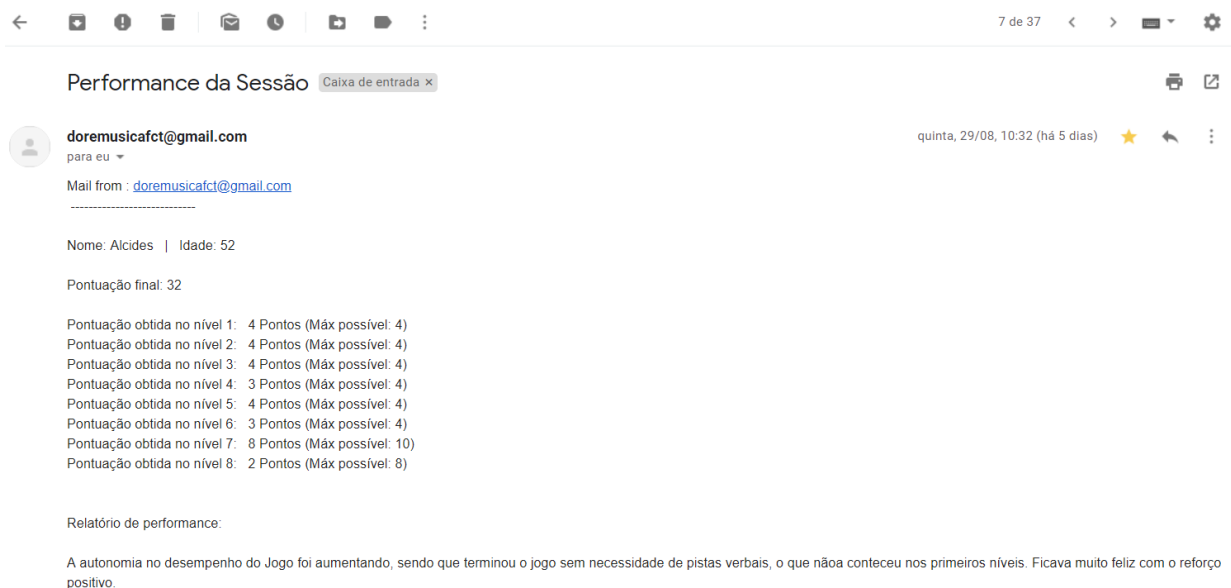 7 de 37
Performance da Sessão Caixa de entrada ×
doremusicafct@gmail.com quinta, 29/08, 10:32 (há 5 dias)
para eu
Mail from : doremusicafct@gmail.com
----------------------------
Nome: Alcides | Idade: 52
Pontuação final: 32
Pontuação obtida no nível 1: 4 Pontos (Máx possível: 4)
Pontuação obtida no nível 2: 4 Pontos (Máx possível: 4)
Pontuação obtida no nível 3: 4 Pontos (Máx possível: 4)
Pontuação obtida no nível 4: 3 Pontos (Máx possível: 4)
Pontuação obtida no nível 5: 4 Pontos (Máx possível: 4)
Pontuação obtida no nível 6: 3 Pontos (Máx possível: 4)
Pontuação obtida no nível 7: 8 Pontos (Máx possível: 10)
Pontuação obtida no nível 8: 2 Pontos (Máx possível: 8)
Relatório de performance:
A autonomia no desempenho do Jogo foi aumentando, sendo que terminou o jogo sem necessidade de pistas verbais, o que nãoa conteceu nos primeiros níveis. Ficava muito feliz com o reforço
positivo.